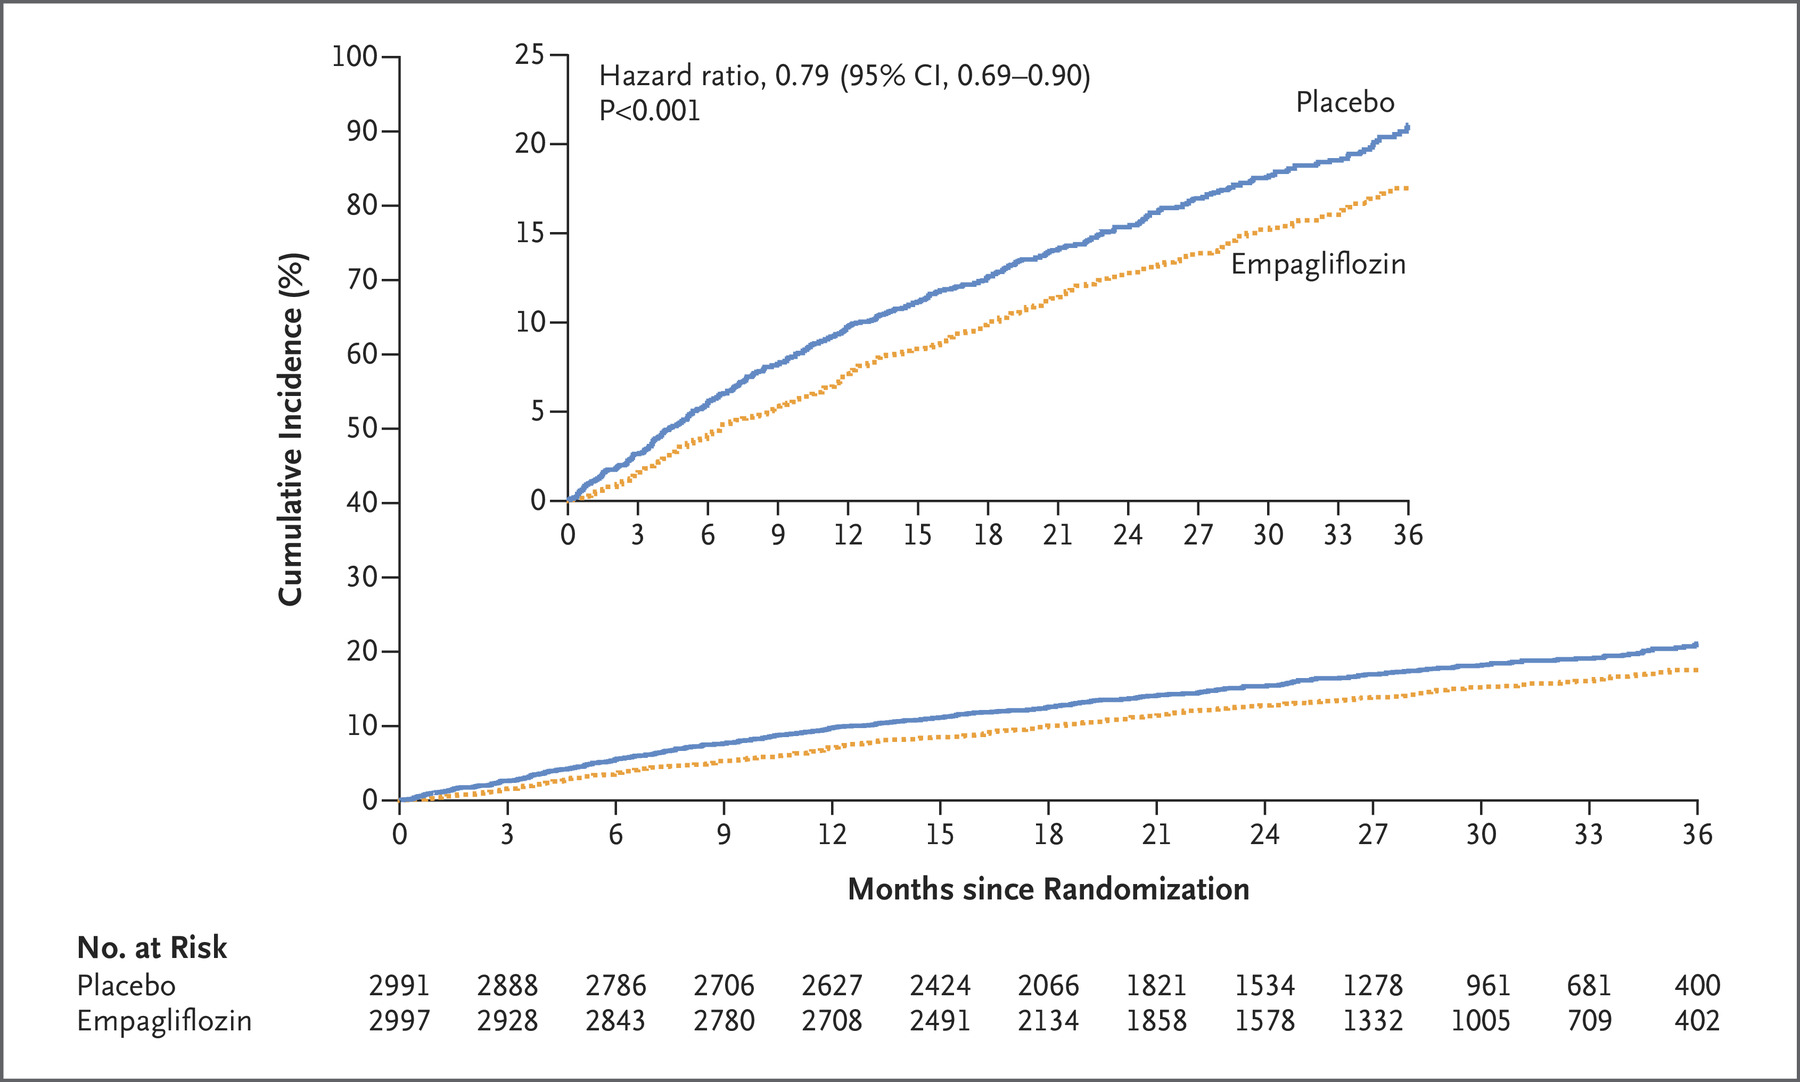 Cumulative Incidence (%)
100
90
80
70
60
50
40
30
20
10
0
25
20
15
10
5
0
Hazard ratio, 0.79 (95% CI, 0.69–0.90)
P<0.001
Placebo
Empagliflozin
0 3 6 9 12 15 18 21 24 27 30 33 36
0 3 6 9 12 15 18 21 24 27 30 33 36
Months since Randomization
No. at Risk
Placebo 2991 2888 2786 2706 2627 2424 2066 1821 1534 1278 961 681 400
Empagliflozin 2997 2928 2843 2780 2708 2491 2134 1858 1578 1332 1005 709 402